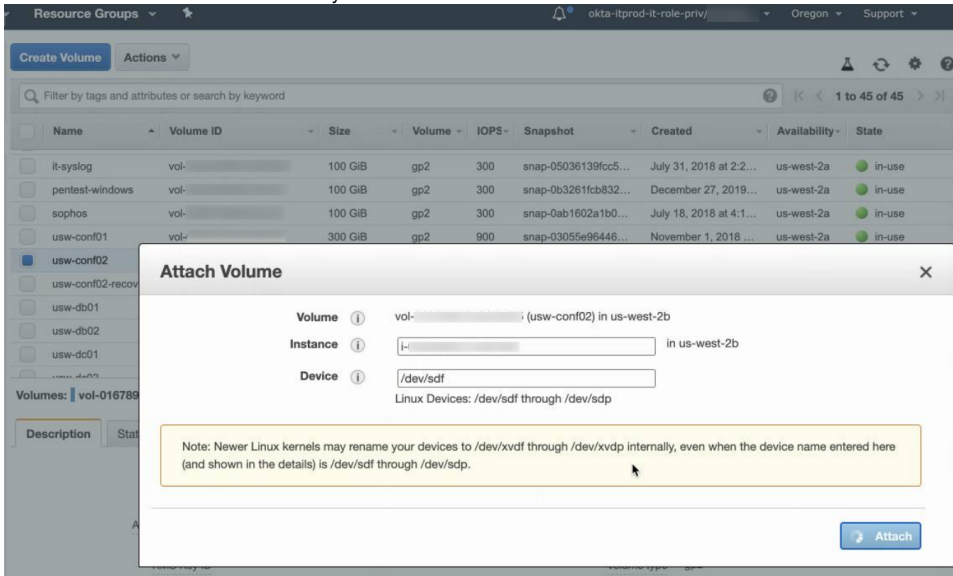 Resource Groups okta-itprod-it-role-priv/ Oregon Support
Create Volume Actions
Filter by tags and attributes or search by keyword 1 to 45 of 45
Name Volume ID Size Volume IOPS Snapshot Created Availability State
it-syslog vol- 100 GiB gp2 300 snap-05036139fcc5... July 31, 2018 at 2:2... us-west-2a in-use
pentest-windows vol- 100 GiB gp2 300 snap-0b3261fcb832... December 27, 2019... us-west-2a in-use
sophos vol- 100 GiB gp2 300 snap-0ab1602a1b0... July 18, 2018 at 4:1... us-west-2a in-use
usw-conf01 vol- 300 GiB gp2 900 snap-03055e96446... November 1, 2018 ... us-west-2a in-use
usw-conf02
usw-conf02-recov
usw-db01
usw-db02
usw-dc01
Volumes: vol-016789
Description Stat
Attach Volume
Volume vol- (usw-conf02) in us-west-2b
Instance i- in us-west-2b
Device /dev/sdf
Linux Devices: /dev/sdf through /dev/sdp
Note: Newer Linux kernels may rename your devices to /dev/xvdf through /dev/xvdp internally, even when the device name entered here
(and shown in the details) is /dev/sdf through /dev/sdp.
Attach